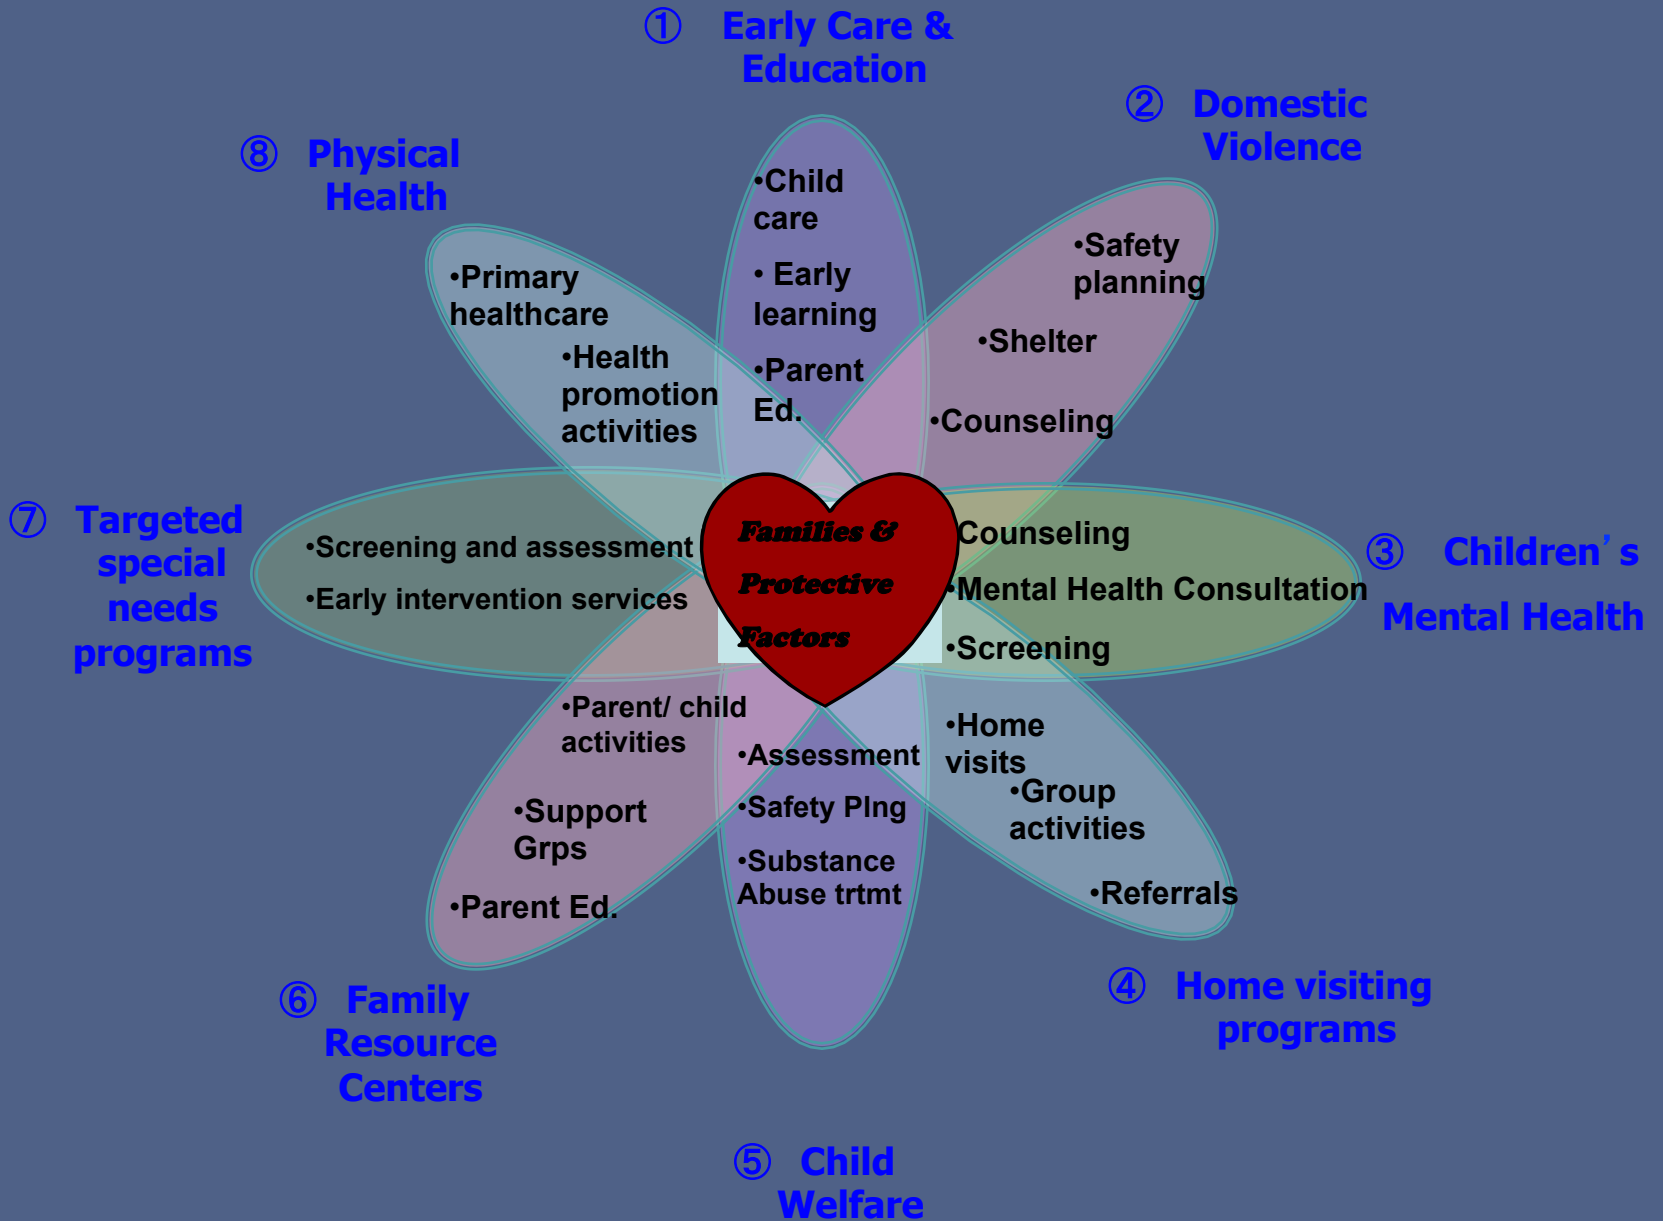 ① Early Care &
Education
② Domestic
Violence
⑧ Physical
Health
•Child
care
• Early
learning
•Parent
Ed.
•Safety
planning
•Shelter
•Counseling
•Primary
healthcare
•Health
promotion
activities
⑦ Targeted
special
needs
programs
•Screening and assessment
•Early intervention services
Families &
Protective
Factors
Counseling
•Mental Health Consultation
•Screening
③ Children’s
Mental Health
•Parent/ child
activities
•Support
Grps
•Parent Ed.
•Assessment
•Safety Plng
•Substance
Abuse trtmt
•Home
visits
•Group
activities
•Referrals
⑥ Family
Resource
Centers
④ Home visiting
programs
⑤ Child
Welfare